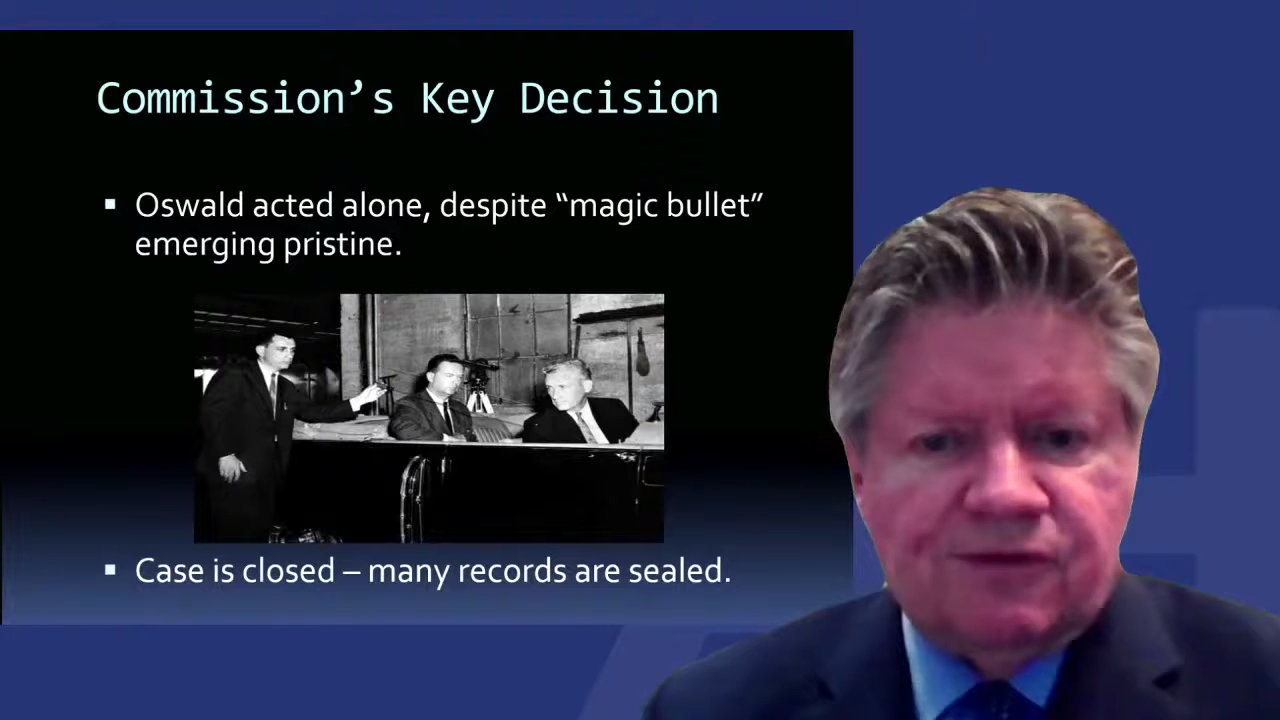 Commission’s Key Decision
▪ Oswald acted alone, despite “magic bullet”
emerging pristine.
▪ Case is closed – many records are sealed.